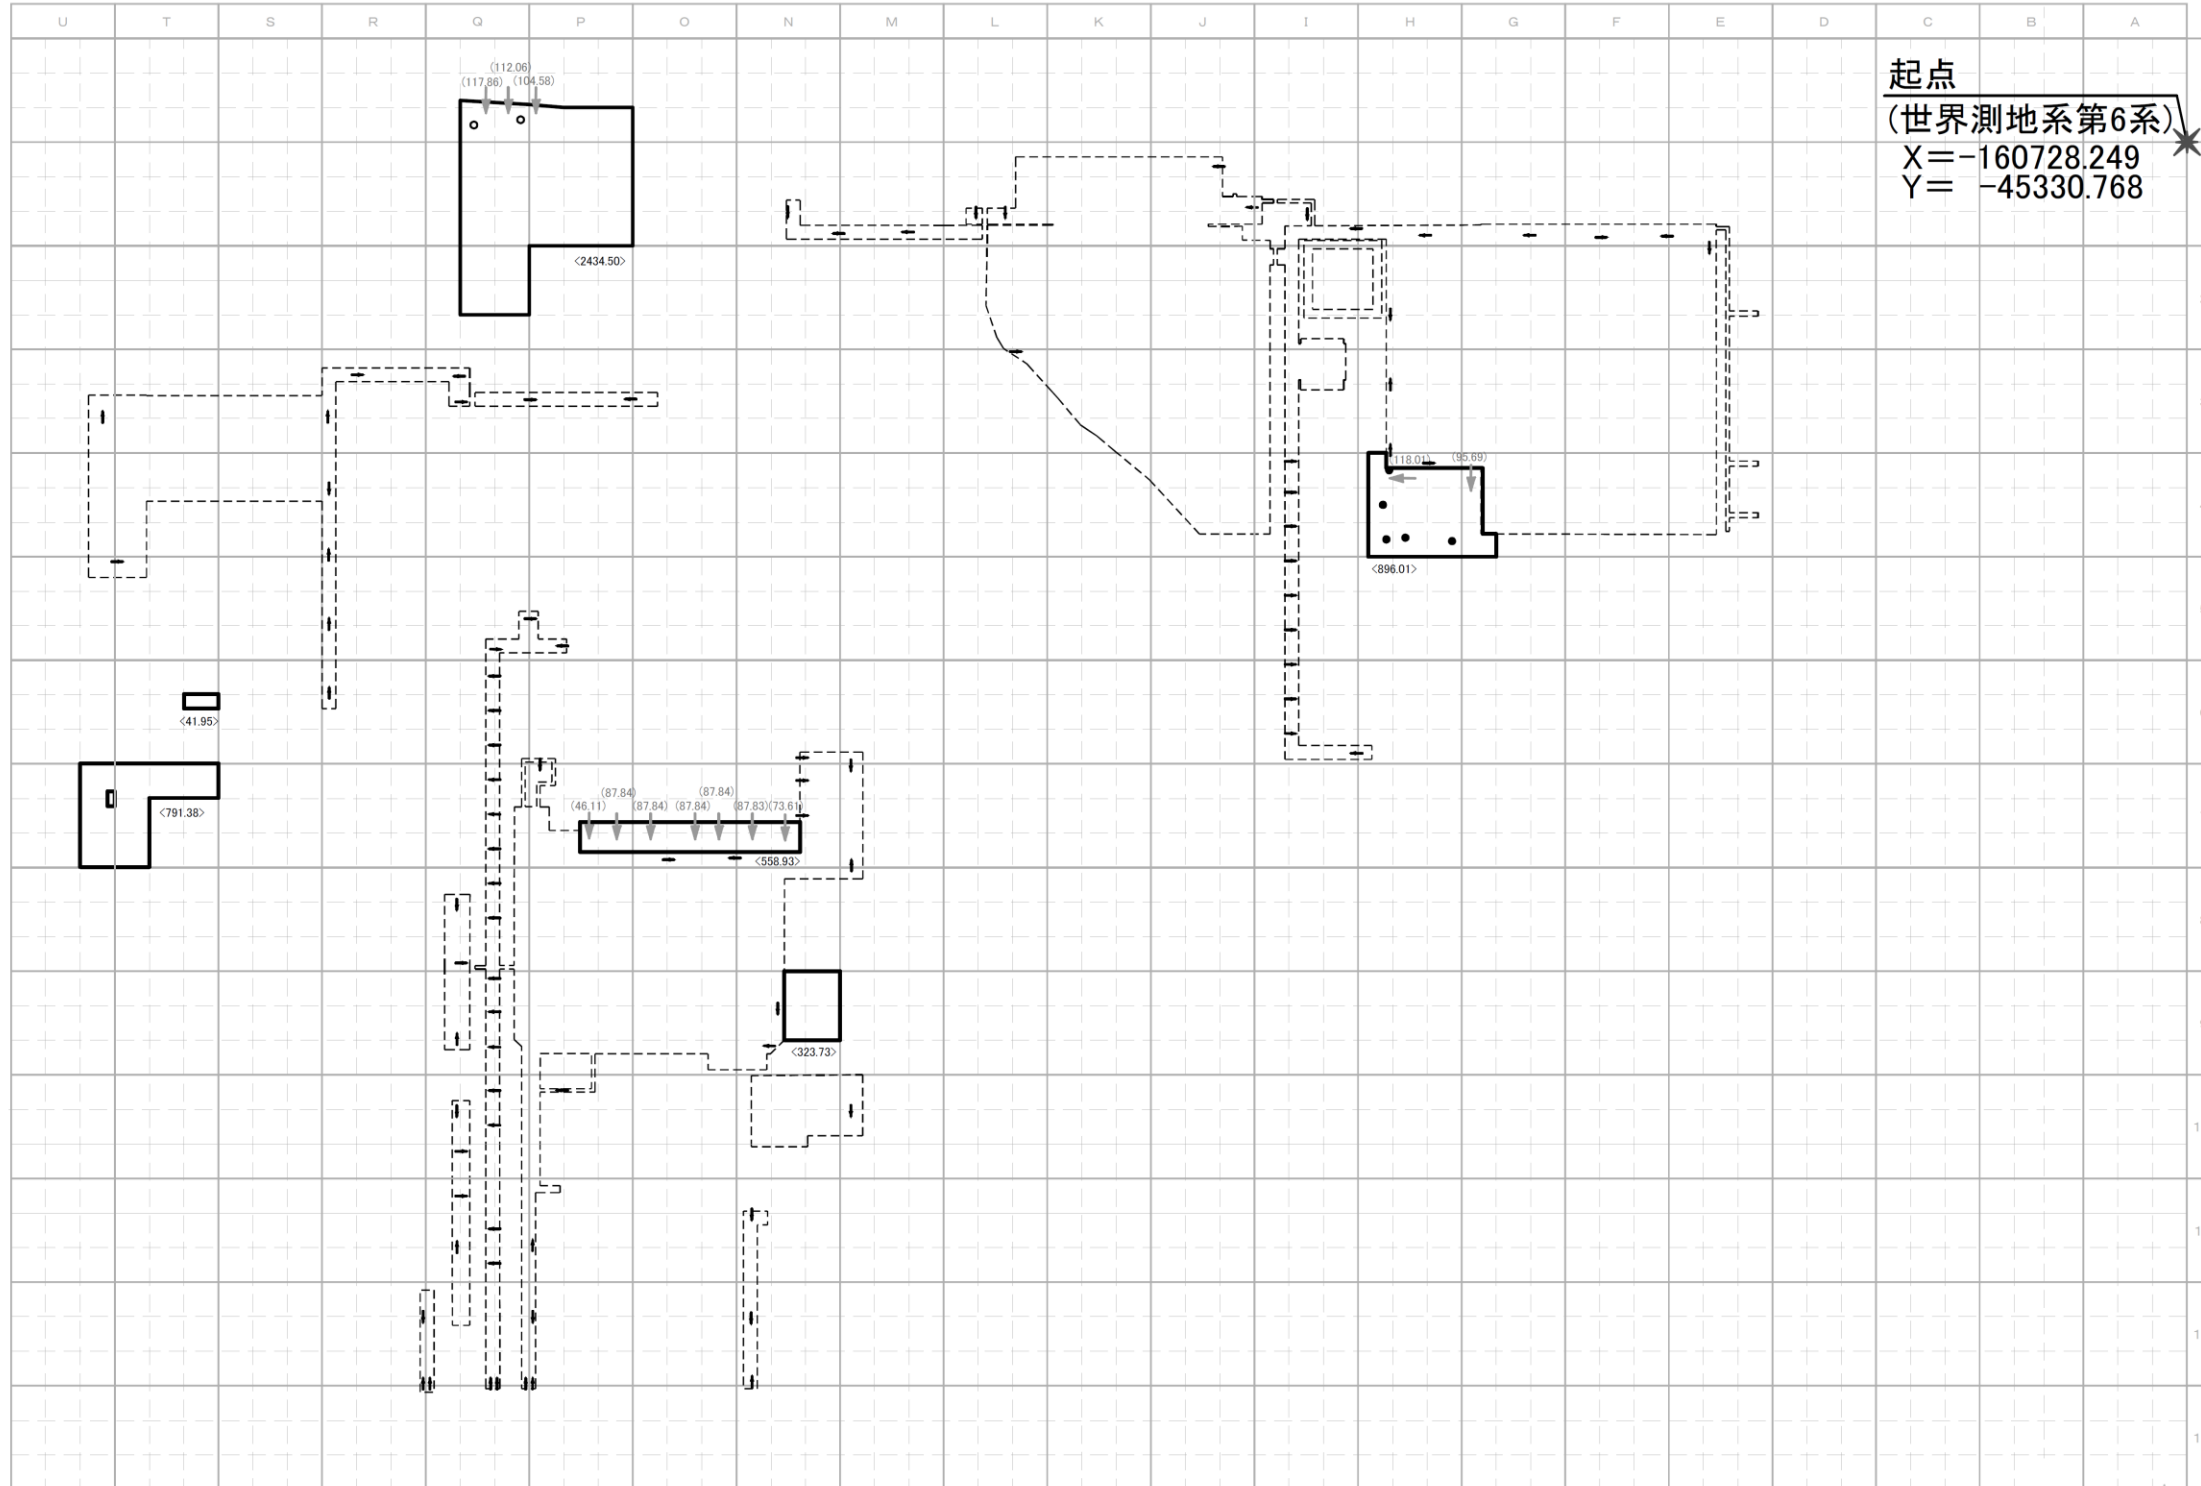 U T S R Q P O N M L K J I H G F E D C B A
起点
(世界測地系第6系)
X=-160728.249
Y= -45330.768
(112.06)
(117.86) (104.58)
<2434.50>
(118.01) (95.69)
<896.01>
<41.95>
<791.38>
(87.84) (87.84)
(46.11) (87.84) (87.84) (87.83) (73.61)
<558.93>
<323.73>